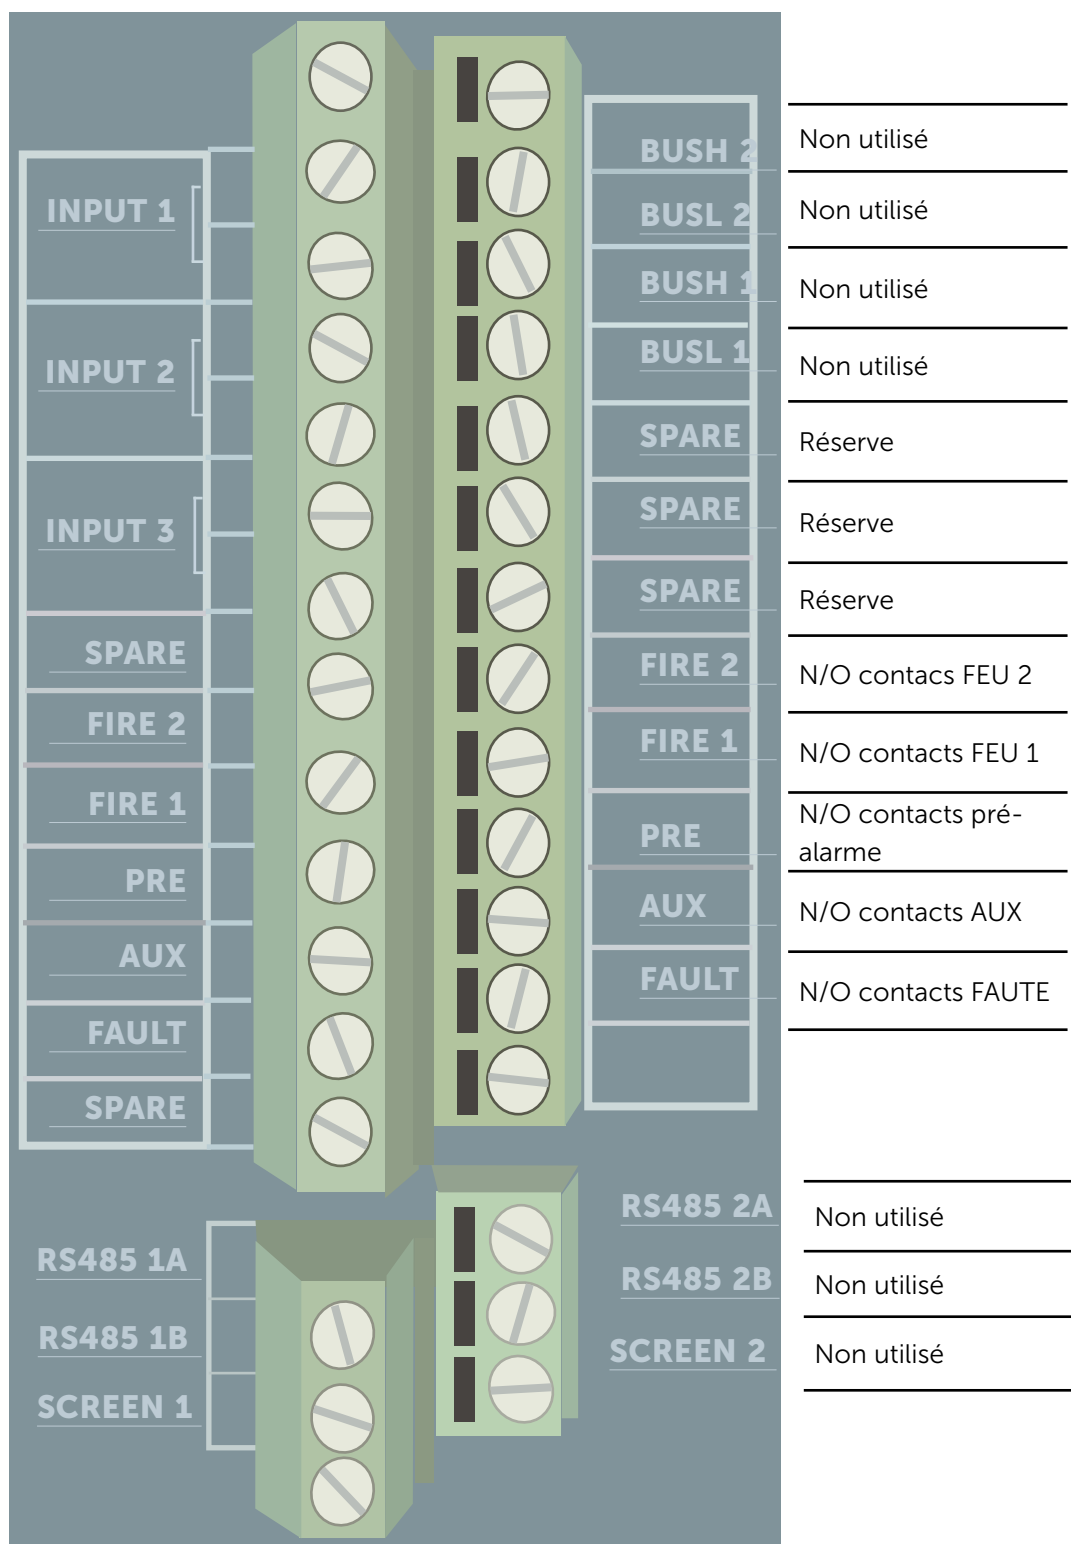 INPUT 1
INPUT 2
INPUT 3
SPARE
FIRE 2
FIRE 1
PRE
AUX
FAULT
SPARE
BUSH 2
Non utilisé
BUSL 2
Non utilisé
BUSH 1
Non utilisé
BUSL 1
Non utilisé
SPARE
Réserve
SPARE
Réserve
SPARE
Réserve
FIRE 2
N/O contacs FEU 2
FIRE 1
N/O contacts FEU 1
PRE
N/O contacts pré-
alarme
AUX
N/O contacts AUX
FAULT
N/O contacts FAUTE
RS485 1A
RS485 1B
SCREEN 1
RS485 2A
Non utilisé
RS485 2B
Non utilisé
SCREEN 2
Non utilisé